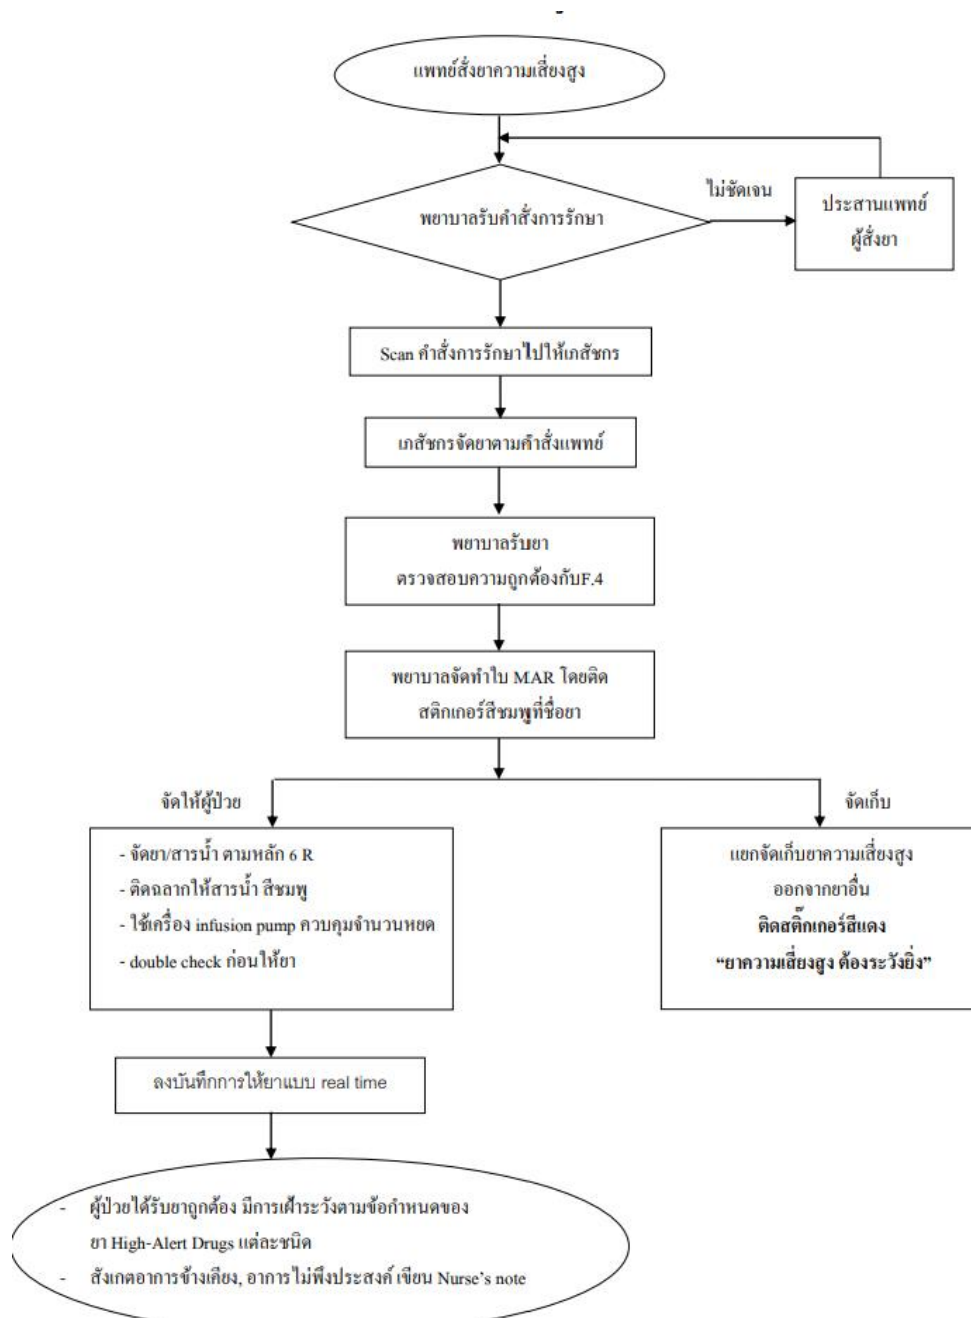 แพทย์สั่งยาความเสี่ยงสูง
ไม่ชัดเจน
พยาบาลรับคำสั่งการรักษา
ประสานแพทย์
ผู้สั่งยา
Scan คำสั่งการรักษาไปให้เภสัชกร
เภสัชกรจัดยาตามคำสั่งแพทย์
พยาบาลรับยา
ตรวจสอบความถูกต้องกับF.4
พยาบาลจัดทำใบ MAR โดยติด
สติกเกอร์สีชมพูที่ชื่อยา
จัดให้ผู้ป่วย
จัดเก็บ
- จัดยา/สารน้ำ ตามหลัก 6 R
- ติดฉลากให้สารน้ำ สีชมพู
- ใช้เครื่อง infusion pump ควบคุมจำนวนหยด
- double check ก่อนให้ยา
แยกจัดเก็บยาความเสี่ยงสูง
ออกจากยาอื่น
ติดสติ๊กเกอร์สีแดง
“ยาความเสี่ยงสูง ต้องระวังยิ่ง”
ลงบันทึกการให้ยาแบบ real time
- ผู้ป่วยได้รับยาถูกต้อง มีการเฝ้าระวังตามข้อกำหนดของ
ยา High-Alert Drugs แต่ละชนิด
- สังเกตอาการข้างเคียง, อาการไม่พึงประสงค์ เขียน Nurse’s note